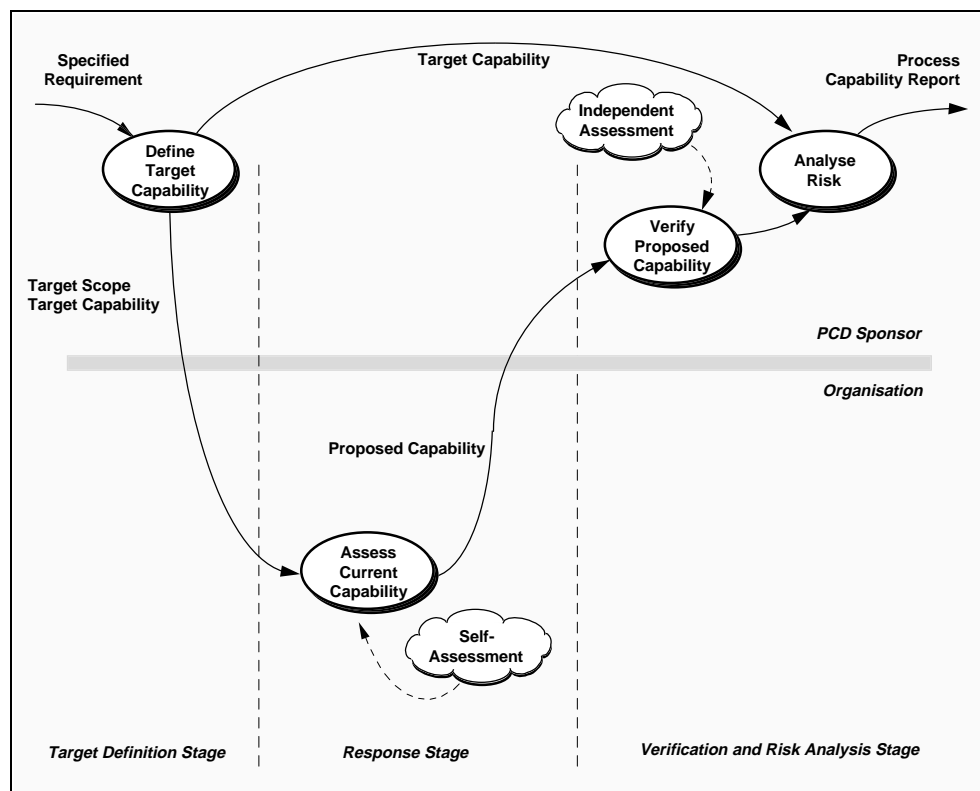 Specified
Requirement
Target Capability
Process
Capability Report
Independent
Assessment
Define
Target
Capability
Analyse
Risk
Verify
Proposed
Capability
Target Scope
Target Capability
PCD Sponsor
Organisation
Proposed Capability
Assess
Current
Capability
Self-
Assessment
Target Definition Stage
Response Stage
Verification and Risk Analysis Stage